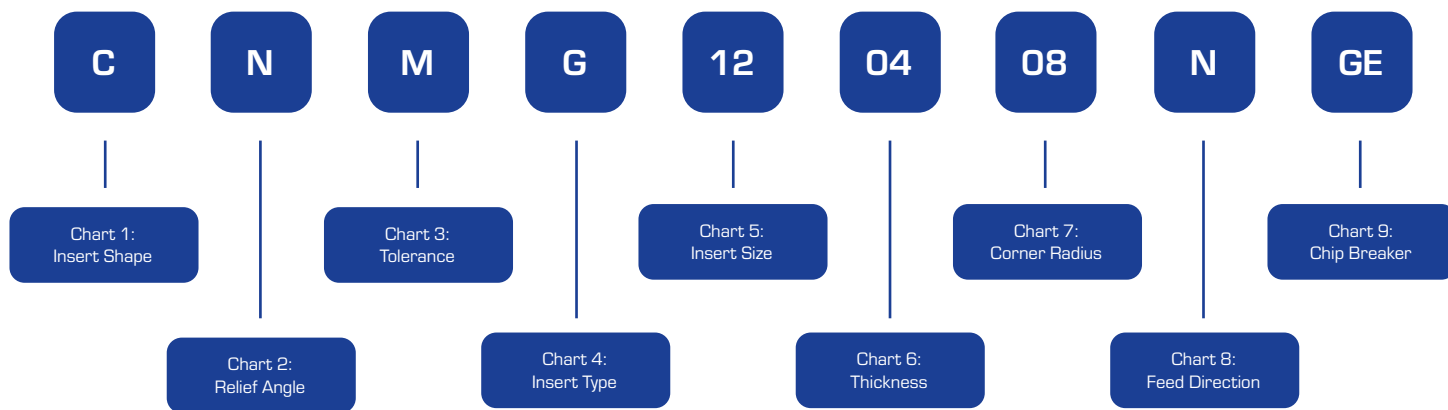 C
N
M
G
12
04
08
N
GE
Chart 1:
Insert Shape
Chart 3:
Tolerance
Chart 5:
Insert Size
Chart 7:
Corner Radius
Chart 9:
Chip Breaker
Chart 2:
Relief Angle
Chart 4:
Insert Type
Chart 6:
Thickness
Chart 8:
Feed Direction